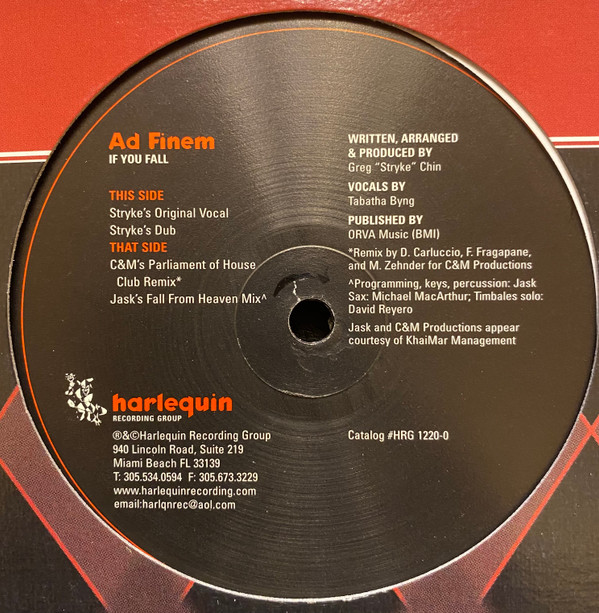 Ad Finem
IF YOU FALL
THIS SIDE
Stryke's Original Vocal
Stryke's Dub
THAT SIDE
C&M's Parliament of House
Club Remix*
Jask's Fall From Heaven Mix^
WRITTEN, ARRANGED
& PRODUCED BY
Greg "Stryke" Chin
VOCALS BY
Tabatha Byng
PUBLISHED BY
ORVA Music (BMI)
*Remix by D. Carluccio, F. Fragapane,
and M. Zehnder for C&M Productions
^Programming, keys, percussion: Jask
Sax: Michael MacArthur; Timbales solo:
David Reyero
Jask and C&M Productions appear
courtesy of KhaiMar Management
harlequin
RECORDING GROUP
®&©Harlequin Recording Group
940 Lincoln Road, Suite 219
Miami Beach FL 33139
T: 305.534.0594  F: 305.673.3229
www.harlequinrecording.com
email:harlqnrec@aol.com
Catalog #HRG 1220-0